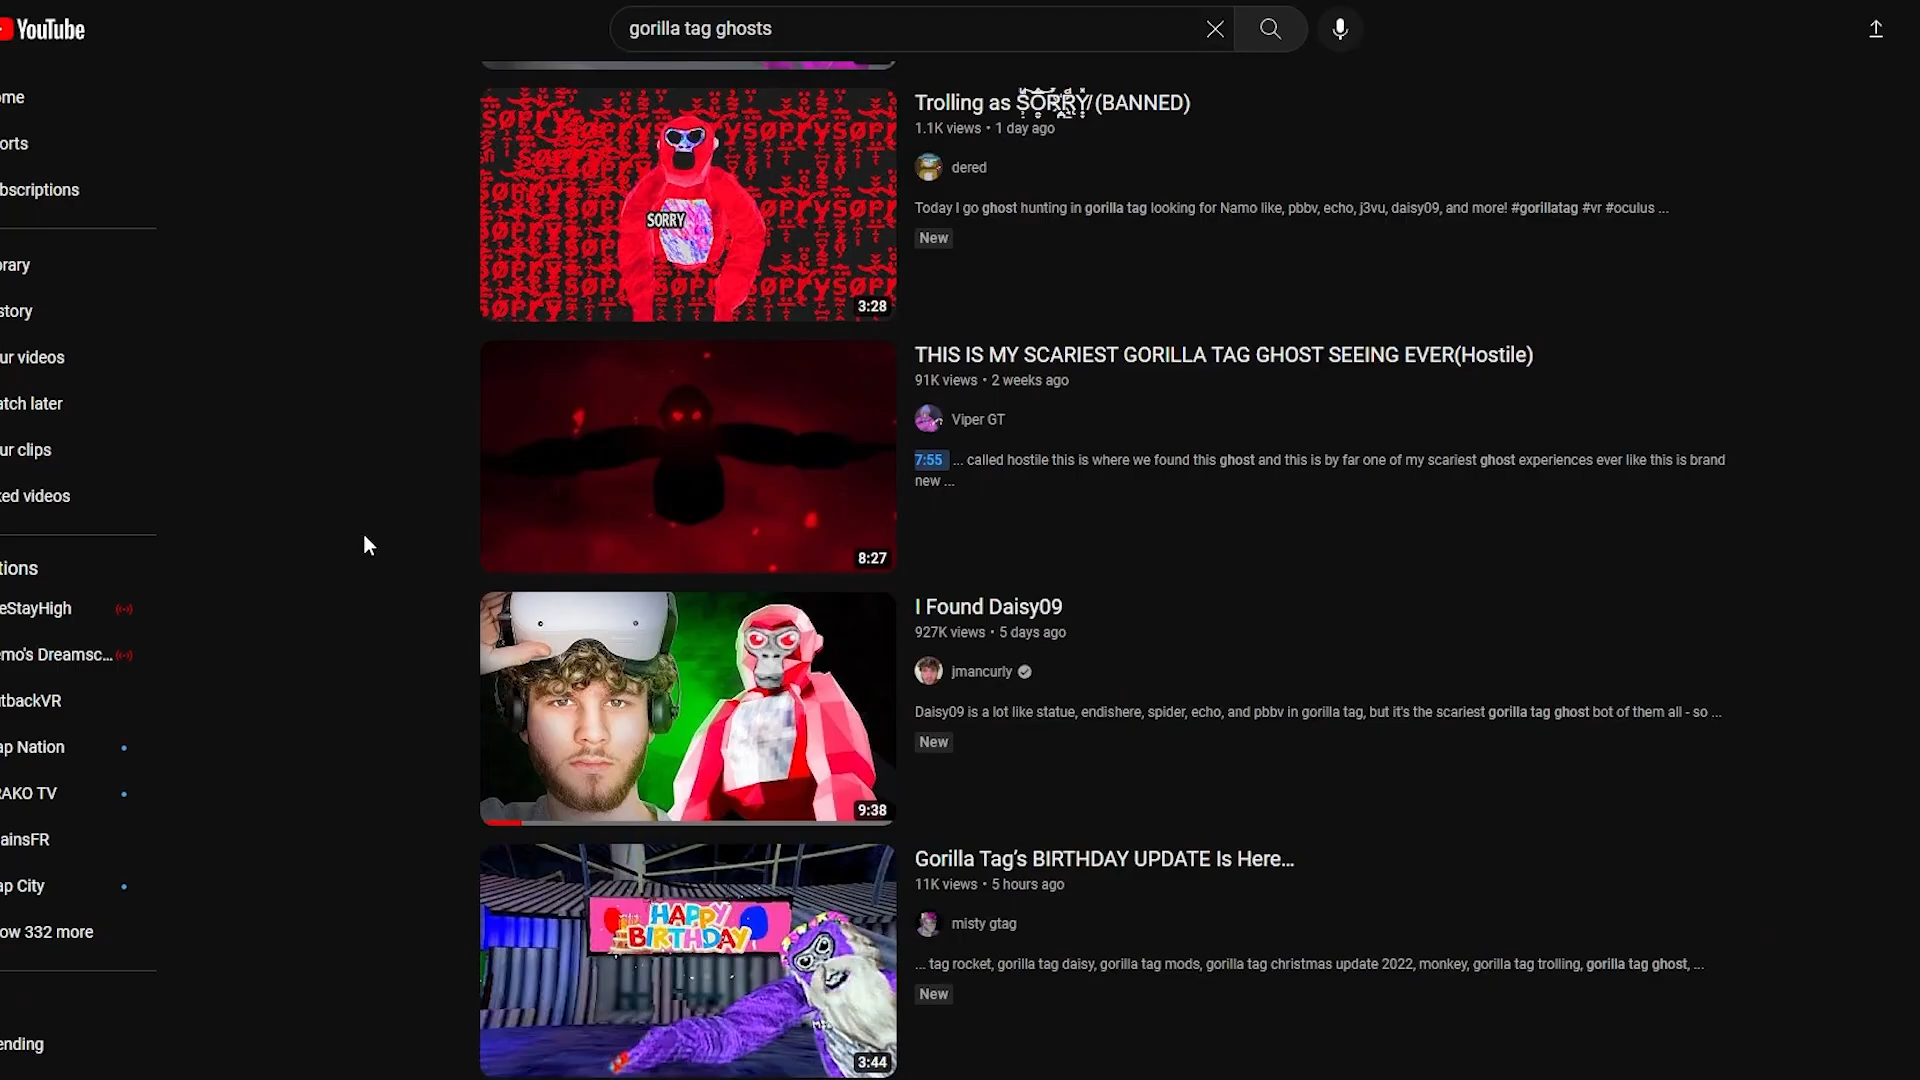 YouTube
gorilla tag ghosts
ome
orts
bscriptions
rary
story
ur videos
atch later
ur clips
ked videos
tions
eStayHigh
emo's Dreamsc...
utbackVR
ap Nation
RAKO TV
ainsFR
ap City
ow 332 more
ending
SORRY
3:28
Trolling as SORRY (BANNED)
1.1K views • 1 day ago
dered
Today I go ghost hunting in gorilla tag looking for Namo like, pbbv, echo, j3vu, daisy09, and more! #gorillatag #vr #oculus ...
New
8:27
THIS IS MY SCARIEST GORILLA TAG GHOST SEEING EVER(Hostile)
91K views • 2 weeks ago
Viper GT
7:55 ... called hostile this is where we found this ghost and this is by far one of my scariest ghost experiences ever like this is brand
new ...
9:38
I Found Daisy09
927K views • 5 days ago
jmancurly
Daisy09 is a lot like statue, endishere, spider, echo, and pbbv in gorilla tag, but it's the scariest gorilla tag ghost bot of them all - so ...
New
HAPPY
BIRTHDAY
3:44
Gorilla Tag's BIRTHDAY UPDATE Is Here...
11K views • 5 hours ago
misty gtag
... tag rocket, gorilla tag daisy, gorilla tag mods, gorilla tag christmas update 2022, monkey, gorilla tag trolling, gorilla tag ghost, ...
New